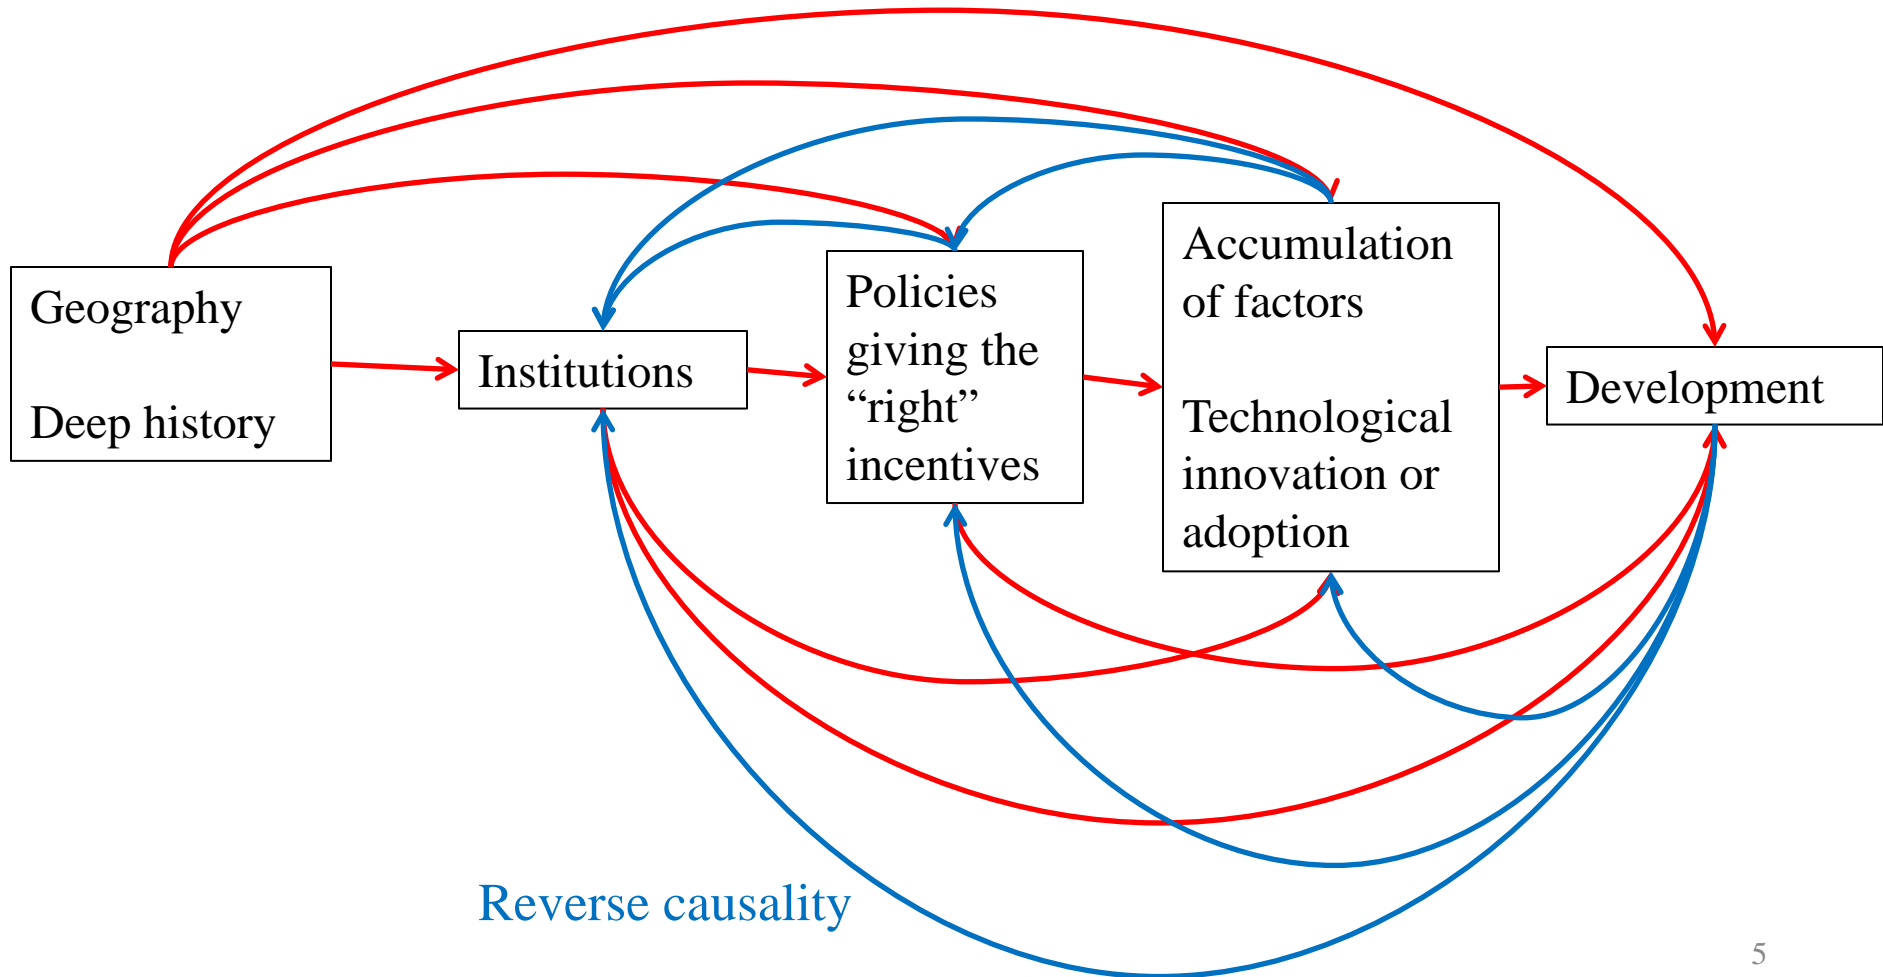 Geography
Deep history
Institutions
Policies
giving the
“right”
incentives
Accumulation
of factors
Technological
innovation or
adoption
Development
Reverse causality
5